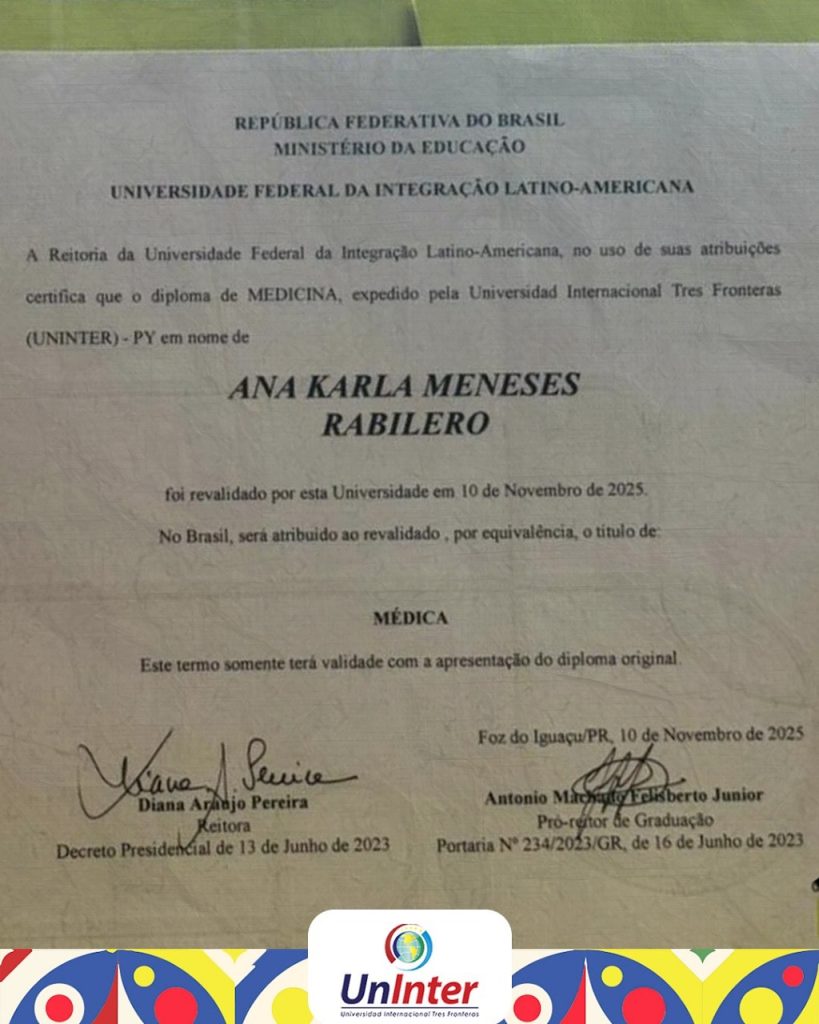 REPÚBLICA FEDERATIVA DO BRASIL
MINISTÉRIO DA EDUCAÇÃO
UNIVERSIDADE FEDERAL DA INTEGRAÇÃO LATINO-AMERICANA
A Reitoria da Universidade Federal da Integração Latino-Americana, no uso de suas atribuições
certifica que o diploma de MEDICINA, expedido pela Universidad Internacional Tres Fronteras
(UNINTER) - PY em nome de
ANA KARLA MENESES
RABILERO
foi revalidado por esta Universidade em 10 de Novembro de 2025.
No Brasil, será atribuido ao revalidado , por equivalência, o título de:
MÉDICA
Este termo somente terá validade com a apresentação do diploma original.
Foz do Iguaçu/PR, 10 de Novembro de 2025
Diana Araújo Pereira
Reitora
Decreto Presidencial de 13 de Junho de 2023
Antonio Machado Felisberto Junior
Pró-reitor de Graduação
Portaria Nº 234/2023/GR, de 16 de Junho de 2023
UnInter
Universidad Internacional Tres Fronteras